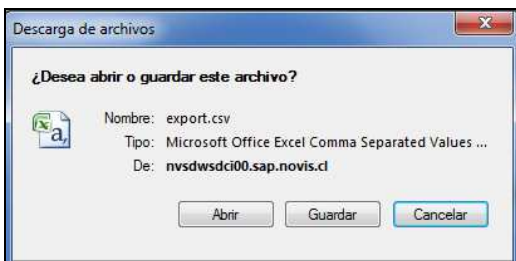 Descarga de archivos
¿Desea abrir o guardar este archivo?
Nombre: export.csv
Tipo: Microsoft Office Excel Comma Separated Values ...
De: nvsdwsdci00.sap.novis.cl
Abrir Guardar Cancelar